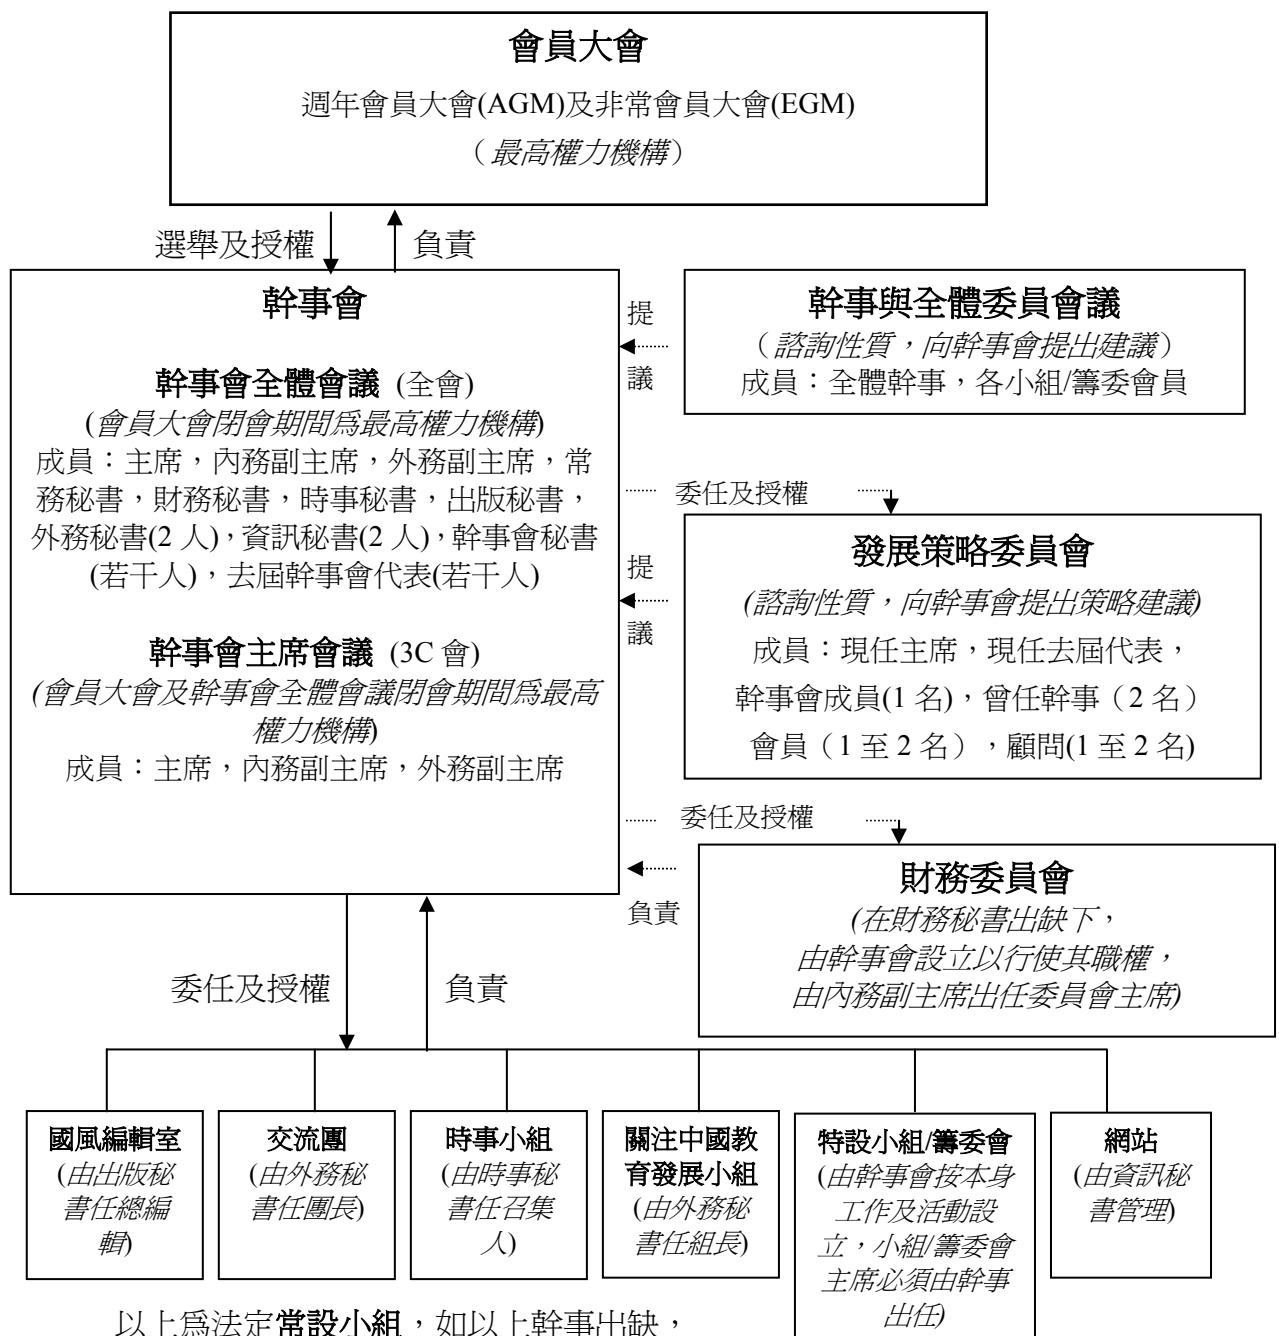 會員大會
週年會員大會(AGM)及非常會員大會(EGM)
（最高權力機構）
選舉及授權
負責
幹事會
幹事會全體會議 (全會)
(會員大會閉會期間爲最高權力機構)
成員：主席，內務副主席，外務副主席，常
務秘書，財務秘書，時事秘書，出版秘書，
外務秘書(2 人)，資訊秘書(2 人)，幹事會秘書
(若干人)，去屆幹事會代表(若干人)
幹事會主席會議 (3C 會)
(會員大會及幹事會全體會議閉會期間爲最高
權力機構)
成員：主席，內務副主席，外務副主席
提
議
幹事與全體委員會議
（諮詢性質，向幹事會提出建議）
成員：全體幹事，各小組/籌委會員
委任及授權
提
議
發展策略委員會
(諮詢性質，向幹事會提出策略建議)
成員：現任主席，現任去屆代表，
幹事會成員(1 名)，曾任幹事（2 名）
會員（1 至 2 名），顧問(1 至 2 名)
委任及授權
負責
財務委員會
(在財務秘書出缺下，
由幹事會設立以行使其職權，
由內務副主席出任委員會主席)
委任及授權
負責
國風編輯室
(由出版秘
書任總編
輯)
交流團
(由外務秘
書任團長)
時事小組
(由時事秘
書任召集
人)
關注中國教
育發展小組
(由外務秘
書任組長)
特設小組/籌委會
(由幹事會按本身
工作及活動設
立，小組/籌委會
主席必須由幹事
出任)
網站
(由資訊秘
書管理)
以上爲法定常設小組，如以上幹事出缺，